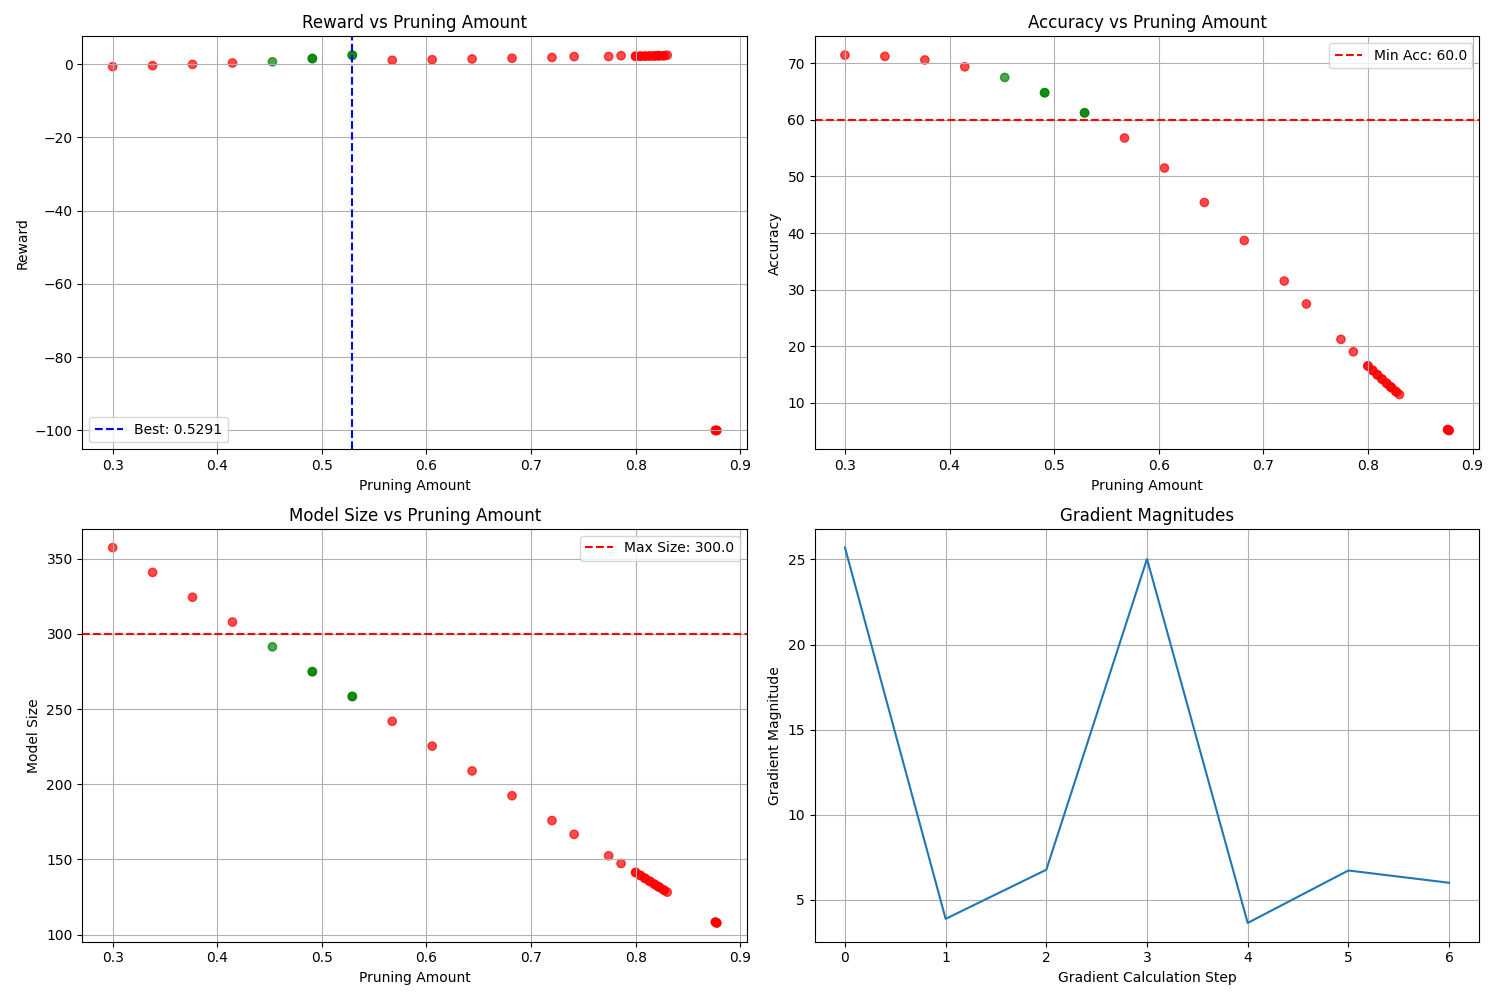 Reward vs Pruning Amount
Reward
0
−20
−40
−60
−80
−100
Best: 0.5291
0.3 0.4 0.5 0.6 0.7 0.8 0.9
Pruning Amount
Accuracy vs Pruning Amount
Accuracy
70
60
50
40
30
20
10
Min Acc: 60.0
0.3 0.4 0.5 0.6 0.7 0.8 0.9
Pruning Amount
Model Size vs Pruning Amount
Model Size
350
300
250
200
150
100
Max Size: 300.0
0.3 0.4 0.5 0.6 0.7 0.8 0.9
Pruning Amount
Gradient Magnitudes
Gradient Magnitude
25
20
15
10
5
0 1 2 3 4 5 6
Gradient Calculation Step